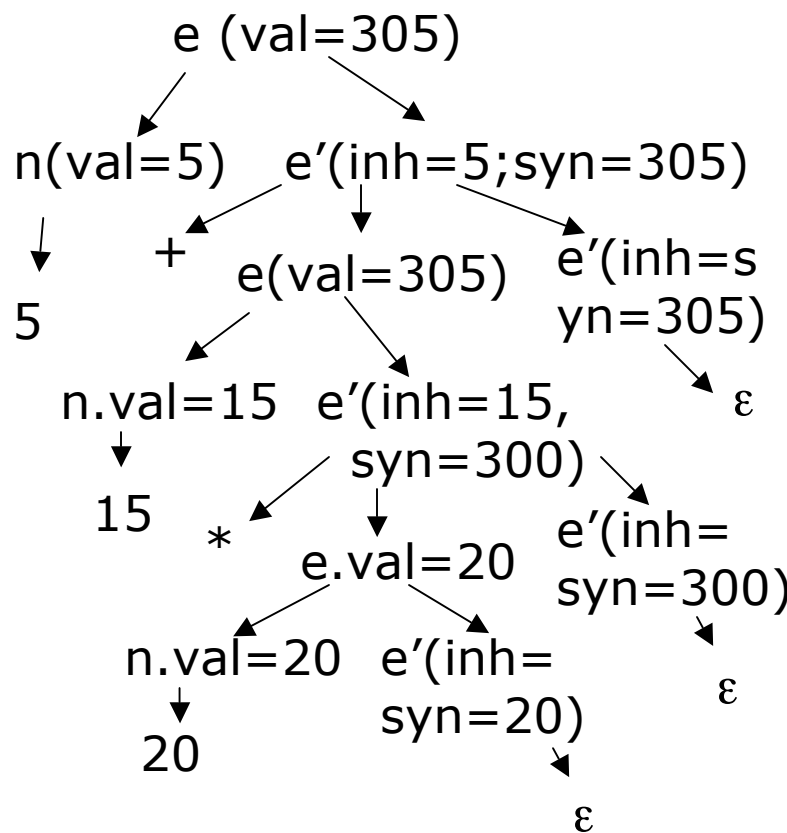 e (val=305)
n(val=5)
e’(inh=5;syn=305)
+
e(val=305)
e’(inh=s
yn=305)
5
n.val=15
e’(inh=15,
syn=300)
ε
15
*
e.val=20
e’(inh=
syn=300)
n.val=20
e’(inh=
syn=20)
ε
20
ε